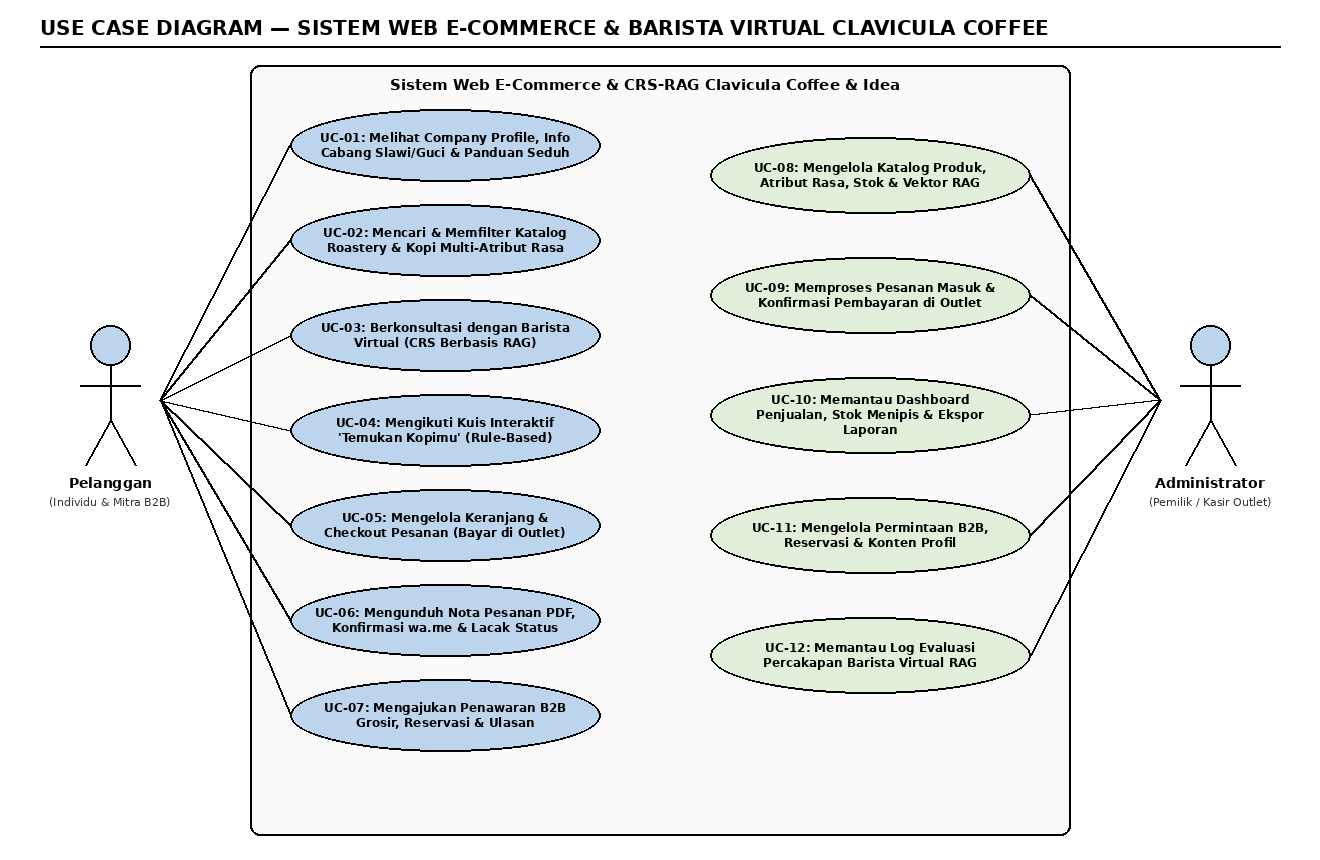 USE CASE DIAGRAM — SISTEM WEB E-COMMERCE & BARISTA VIRTUAL CLAVICULA COFFEE
Sistem Web E-Commerce & CRS-RAG Clavicula Coffee & Idea
UC-01: Melihat Company Profile, Info
Cabang Slawi/Guci & Panduan Seduh
UC-02: Mencari & Memfilter Katalog
Roastery & Kopi Multi-Atribut Rasa
UC-03: Berkonsultasi dengan Barista
Virtual (CRS Berbasis RAG)
UC-04: Mengikuti Kuis Interaktif
'Temukan Kopimu' (Rule-Based)
UC-05: Mengelola Keranjang &
Checkout Pesanan (Bayar di Outlet)
UC-06: Mengunduh Nota Pesanan PDF,
Konfirmasi wa.me & Lacak Status
UC-07: Mengajukan Penawaran B2B
Grosir, Reservasi & Ulasan
UC-08: Mengelola Katalog Produk,
Atribut Rasa, Stok & Vektor RAG
UC-09: Memproses Pesanan Masuk &
Konfirmasi Pembayaran di Outlet
UC-10: Memantau Dashboard
Penjualan, Stok Menipis & Ekspor
Laporan
UC-11: Mengelola Permintaan B2B,
Reservasi & Konten Profil
UC-12: Memantau Log Evaluasi
Percakapan Barista Virtual RAG
Pelanggan
(Individu & Mitra B2B)
Administrator
(Pemilik / Kasir Outlet)